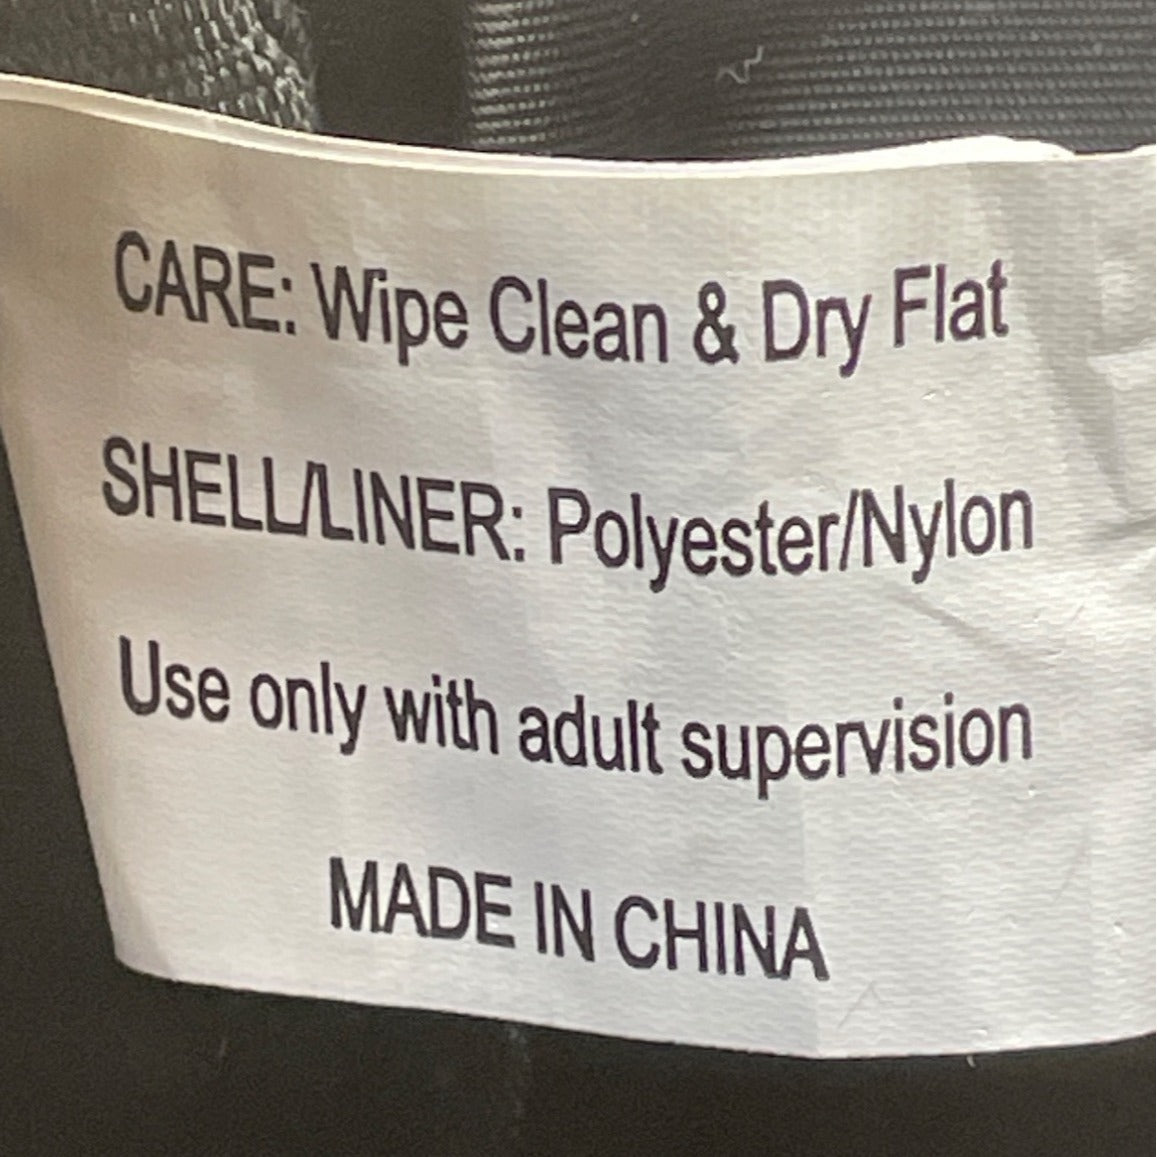 CARE: Wipe Clean & Dry Flat
SHELL/LINER: Polyester/Nylon
Use only with adult supervision
MADE IN CHINA